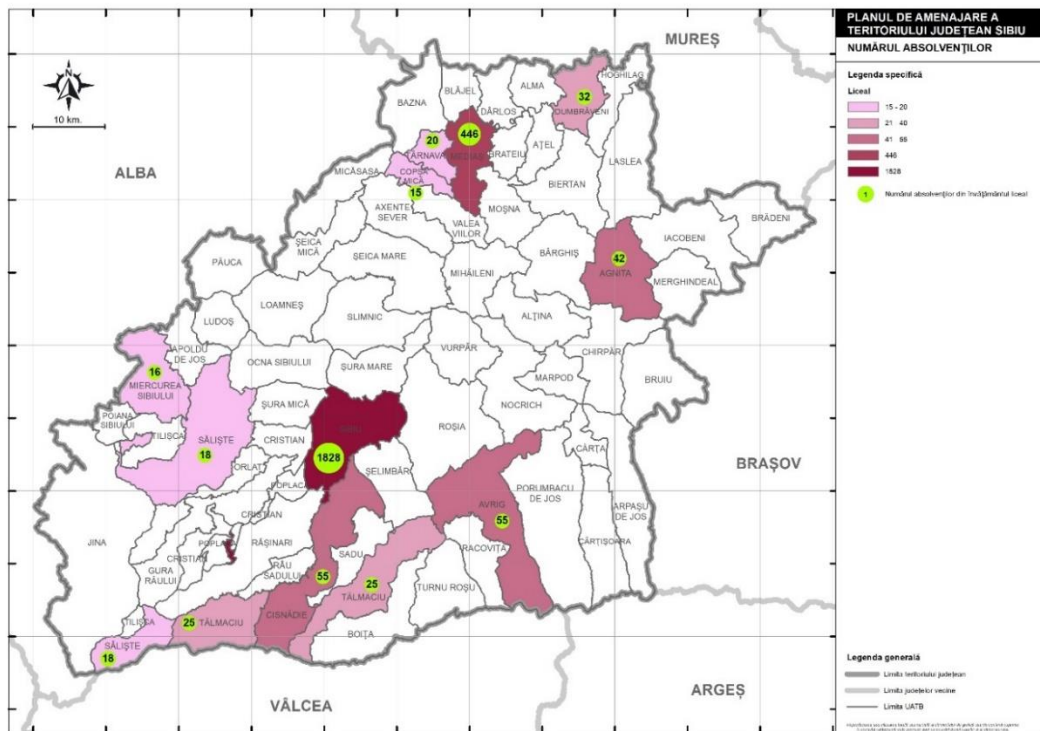 PLANUL DE AMENAJARE A
TERITORIULUI JUDEȚEAN SIBIU
NUMĂRUL ABSOLVENȚILOR
Legenda specifică
Liceal
15 - 20
21 - 40
41 - 55
446
1828
1 Numărul absolvenților din învățământul liceal
N
10 km.
MUREȘ
ALBA
BRAȘOV
VÂLCEA
ARGEȘ
HOGHILAG
BLĂJEL
ALMA
32
DUMBRĂVENI
BAZNA
DÂRLOS
446
20
TÂRNAVA
MEDIAȘ
BRATEIU
AȚEL
MICĂSASA
COPȘA
MICĂ
LASLEA
15
BIERTAN
AXENTE
SEVER
MOȘNA
BRĂDENI
VALEA
VIILOR
ȘEICA
MICĂ
IACOBENI
ȘEICA MARE
BÂRGHIȘ
42
PĂUCA
MIHĂILENI
AGNITA
MERGHINDEAL
LOAMNEȘ
LUDOȘ
SLIMNIC
ALȚINA
VURPĂR
APOLDU
DE JOS
CHIRPĂR
OCNA SIBIULUI
ȘURA MARE
16
MIERCUREA
SIBIULUI
MARPOD
BRUIU
ȘURA MICĂ
NOCRICH
POIANA
SIBIULUI
SIBIU
ROȘIA
TILIȘCA
SĂLIȘTE
CRISTIAN
18
1828
CÂRȚA
ORLAT
ȘELIMBĂR
POPLACA
PORUMBACU
DE JOS
AVRIG
ARPAȘU
DE JOS
CRISTIAN
55
JINA
RĂȘINARI
CÂRȚIȘOARA
CRISTIAN
SADU
RACOVIȚA
GURA
RÂULUI
RÂU
SADULUI
55
25
TURNU ROȘU
TĂLMACIU
TILIȘCA
25
TĂLMACIU
CISNĂDIE
BOIȚA
SĂLIȘTE
18
Legenda generală
Limita teritoriului județean
Limita județelor vecine
Limita UATB